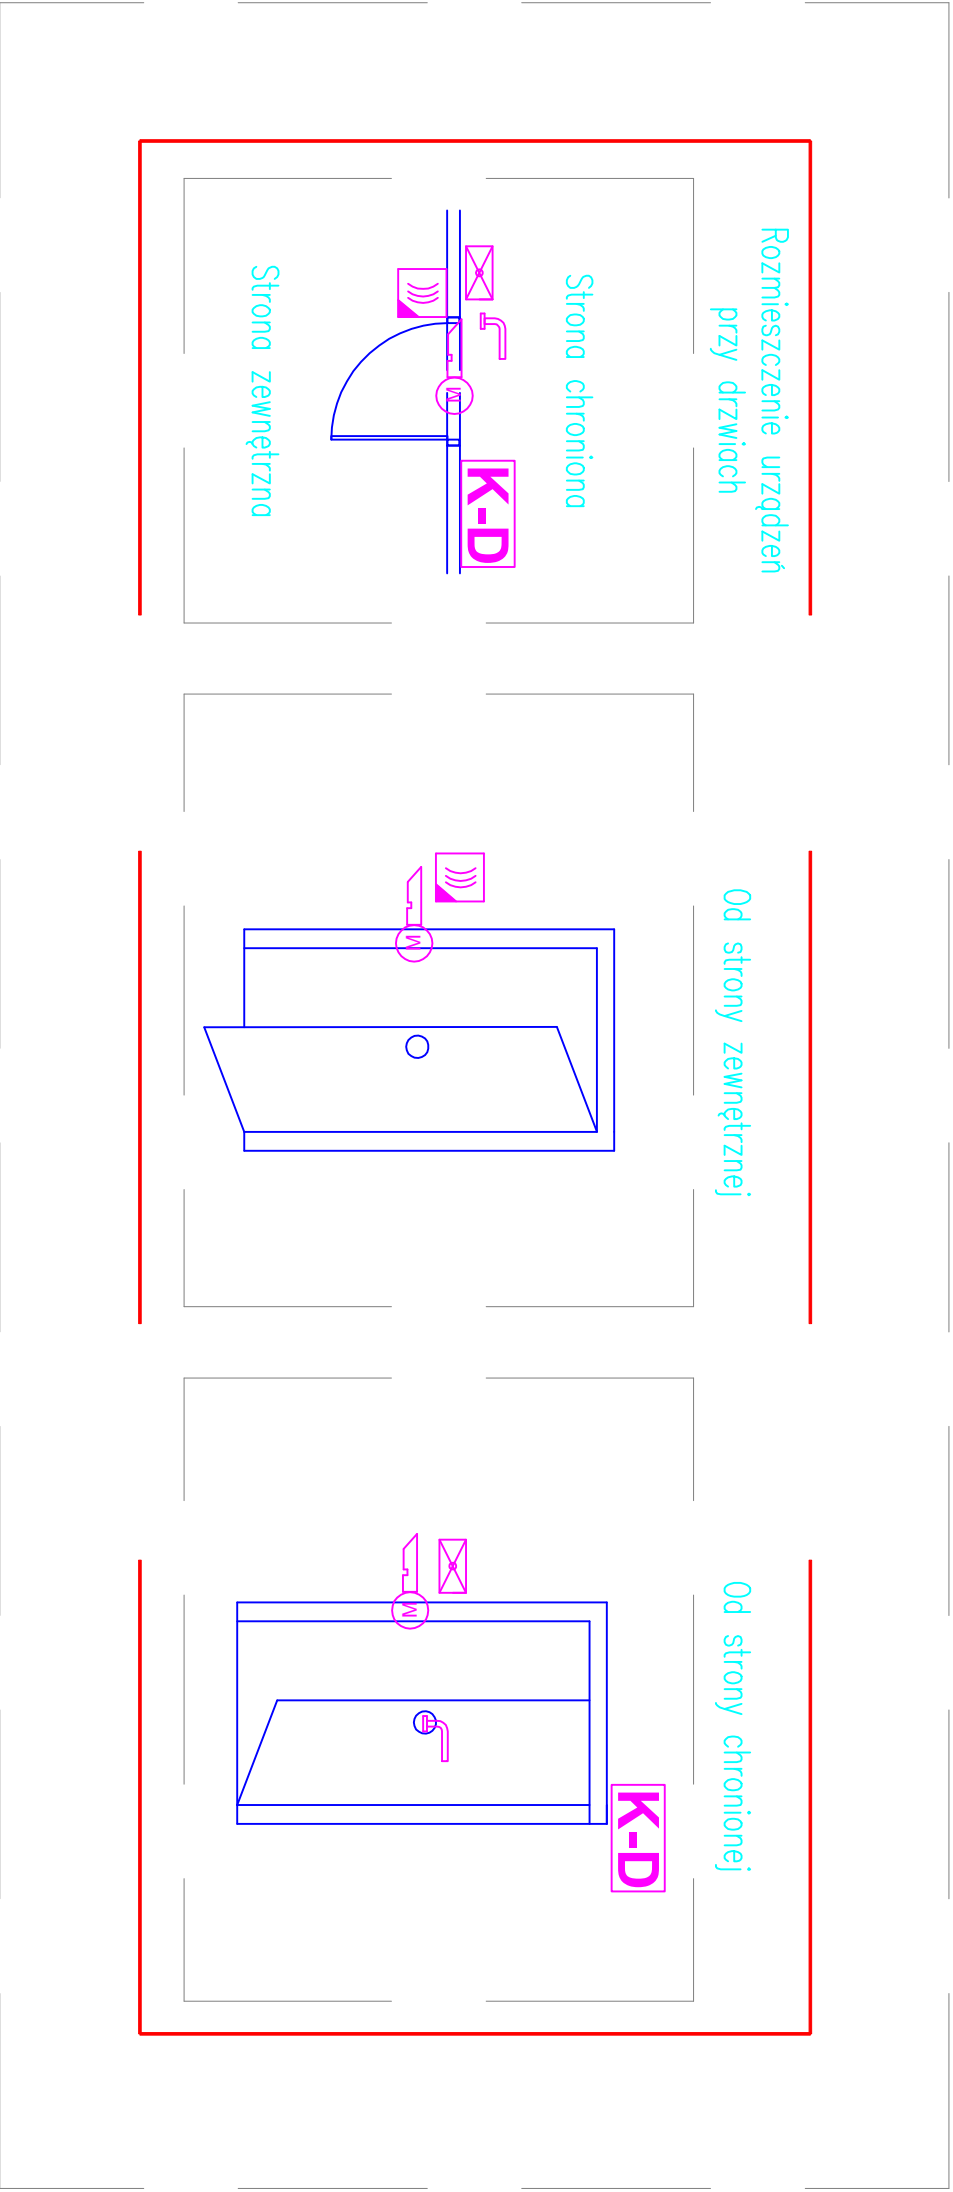 Rozmieszczenie urządzeń
przy drzwiach
Strona chroniona
K-D
M
Strona zewnętrzna
Od strony zewnętrznej
M
Od strony chronionej
K-D
M